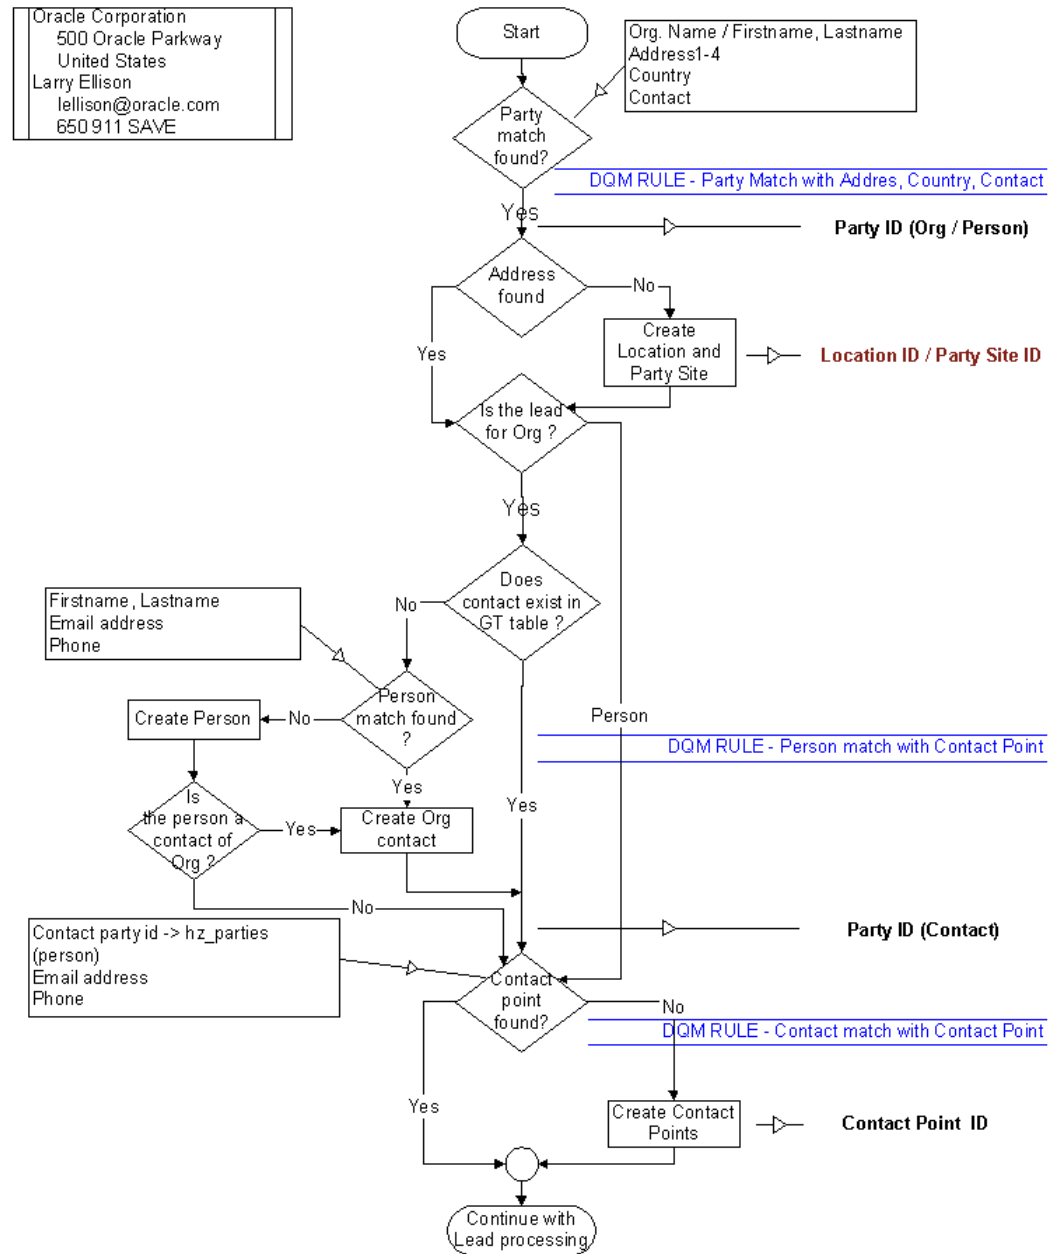 Oracle Corporation
500 Oracle Parkway
United States
Larry Ellison
lellison@oracle.com
650 911 SAVE
Start
Org. Name / Firstname, Lastname
Address1-4
Country
Contact
Party
match
found?
DQM RULE - Party Match with Addres, Country, Contact
Yes
Party ID (Org / Person)
Address
found
No
Yes
Create
Location and
Party Site
Location ID / Party Site ID
Is the lead
for Org ?
Yes
Does
contact exist in
GT table ?
No
Firstname, Lastname
Email address
Phone
Person
match found
?
No
Create Person
Person
DQM RULE - Person match with Contact Point
Yes
Yes
Is
the person a
contact of
Org ?
Yes
Create Org
contact
No
Contact party id -> hz_parties
(person)
Email address
Phone
Party ID (Contact)
Contact
point
found?
No
DQM RULE - Contact match with Contact Point
Yes
Create Contact
Points
Contact Point ID
Continue with
Lead processing